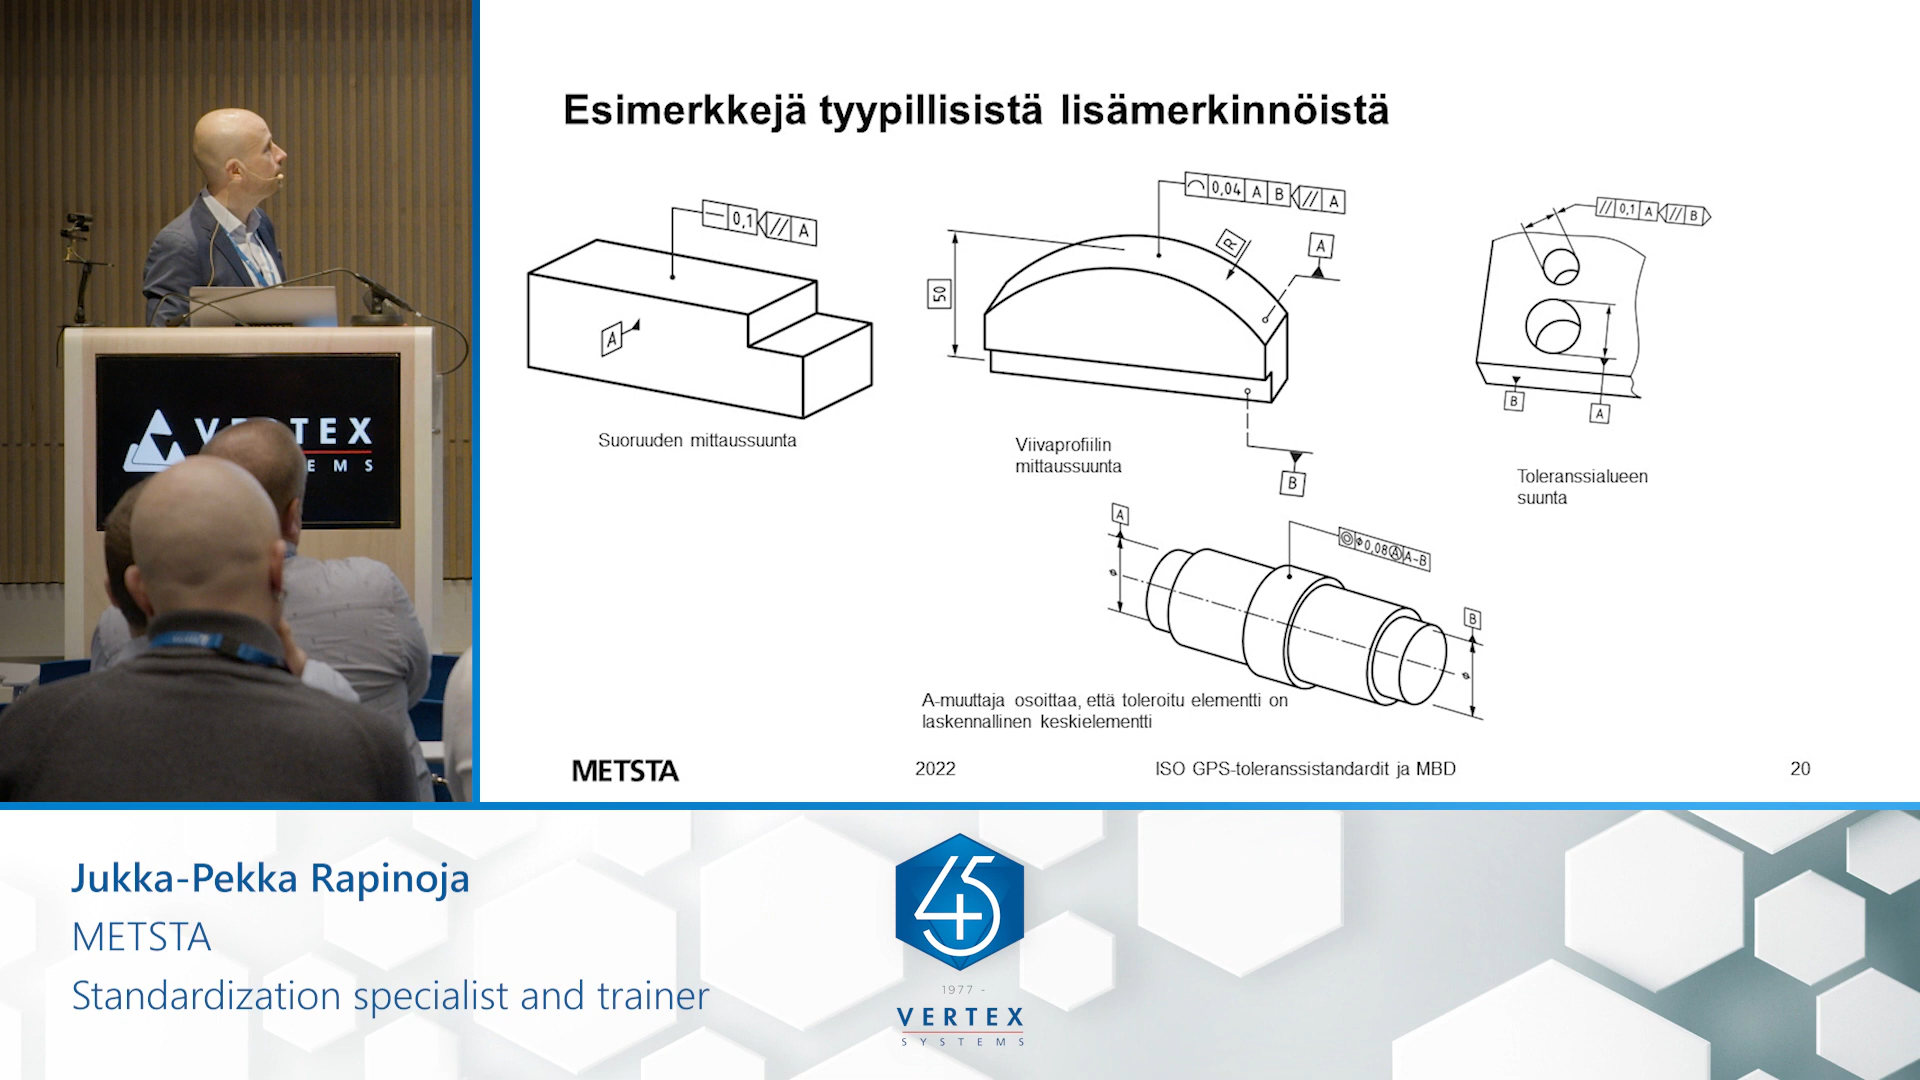 Esimerkkejä tyypillisistä lisämerkinnöistä
0,1 // A
A
Suoruuden mittaussuunta
0,04 A B // A
R
A
50
B
Viivaprofiilin
mittaussuunta
// 0,1 A // B
B
A
Toleranssialueen
suunta
A
Ø
◎ Ø0,08 Ⓐ A-B
B
Ø
A-muuttaja osoittaa, että toleroitu elementti on
laskennallinen keskielementti
METSTA
2022
ISO GPS-toleranssistandardit ja MBD
20
Jukka-Pekka Rapinoja
METSTA
Standardization specialist and trainer
45
1977 -
VERTEX
SYSTEMS